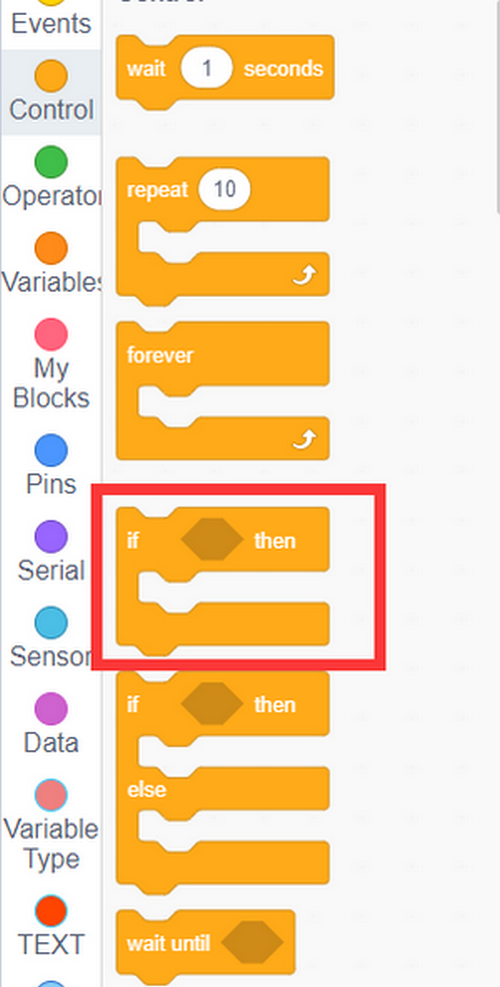 Events
Control
Operator
Variables
My
Blocks
Pins
Serial
Sensor
Data
Variable
Type
TEXT
wait 1 seconds
repeat 10
forever
if then
if then
else
wait until